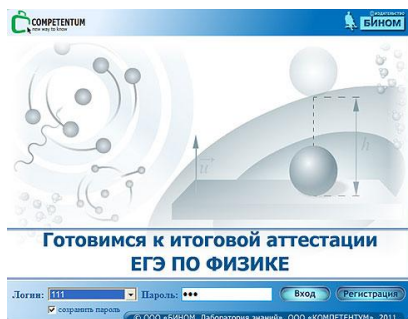 COMPETENTUM
new way to know
издательство
БИНОМ
h
u
Готовимся к итоговой аттестации
ЕГЭ ПО ФИЗИКЕ
Логин: 111 Пароль: ••• Вход Регистрация
сохранить пароль
© ООО «БИНОМ. Лаборатория знаний», ООО «КОМПЕТЕНТУМ», 2011